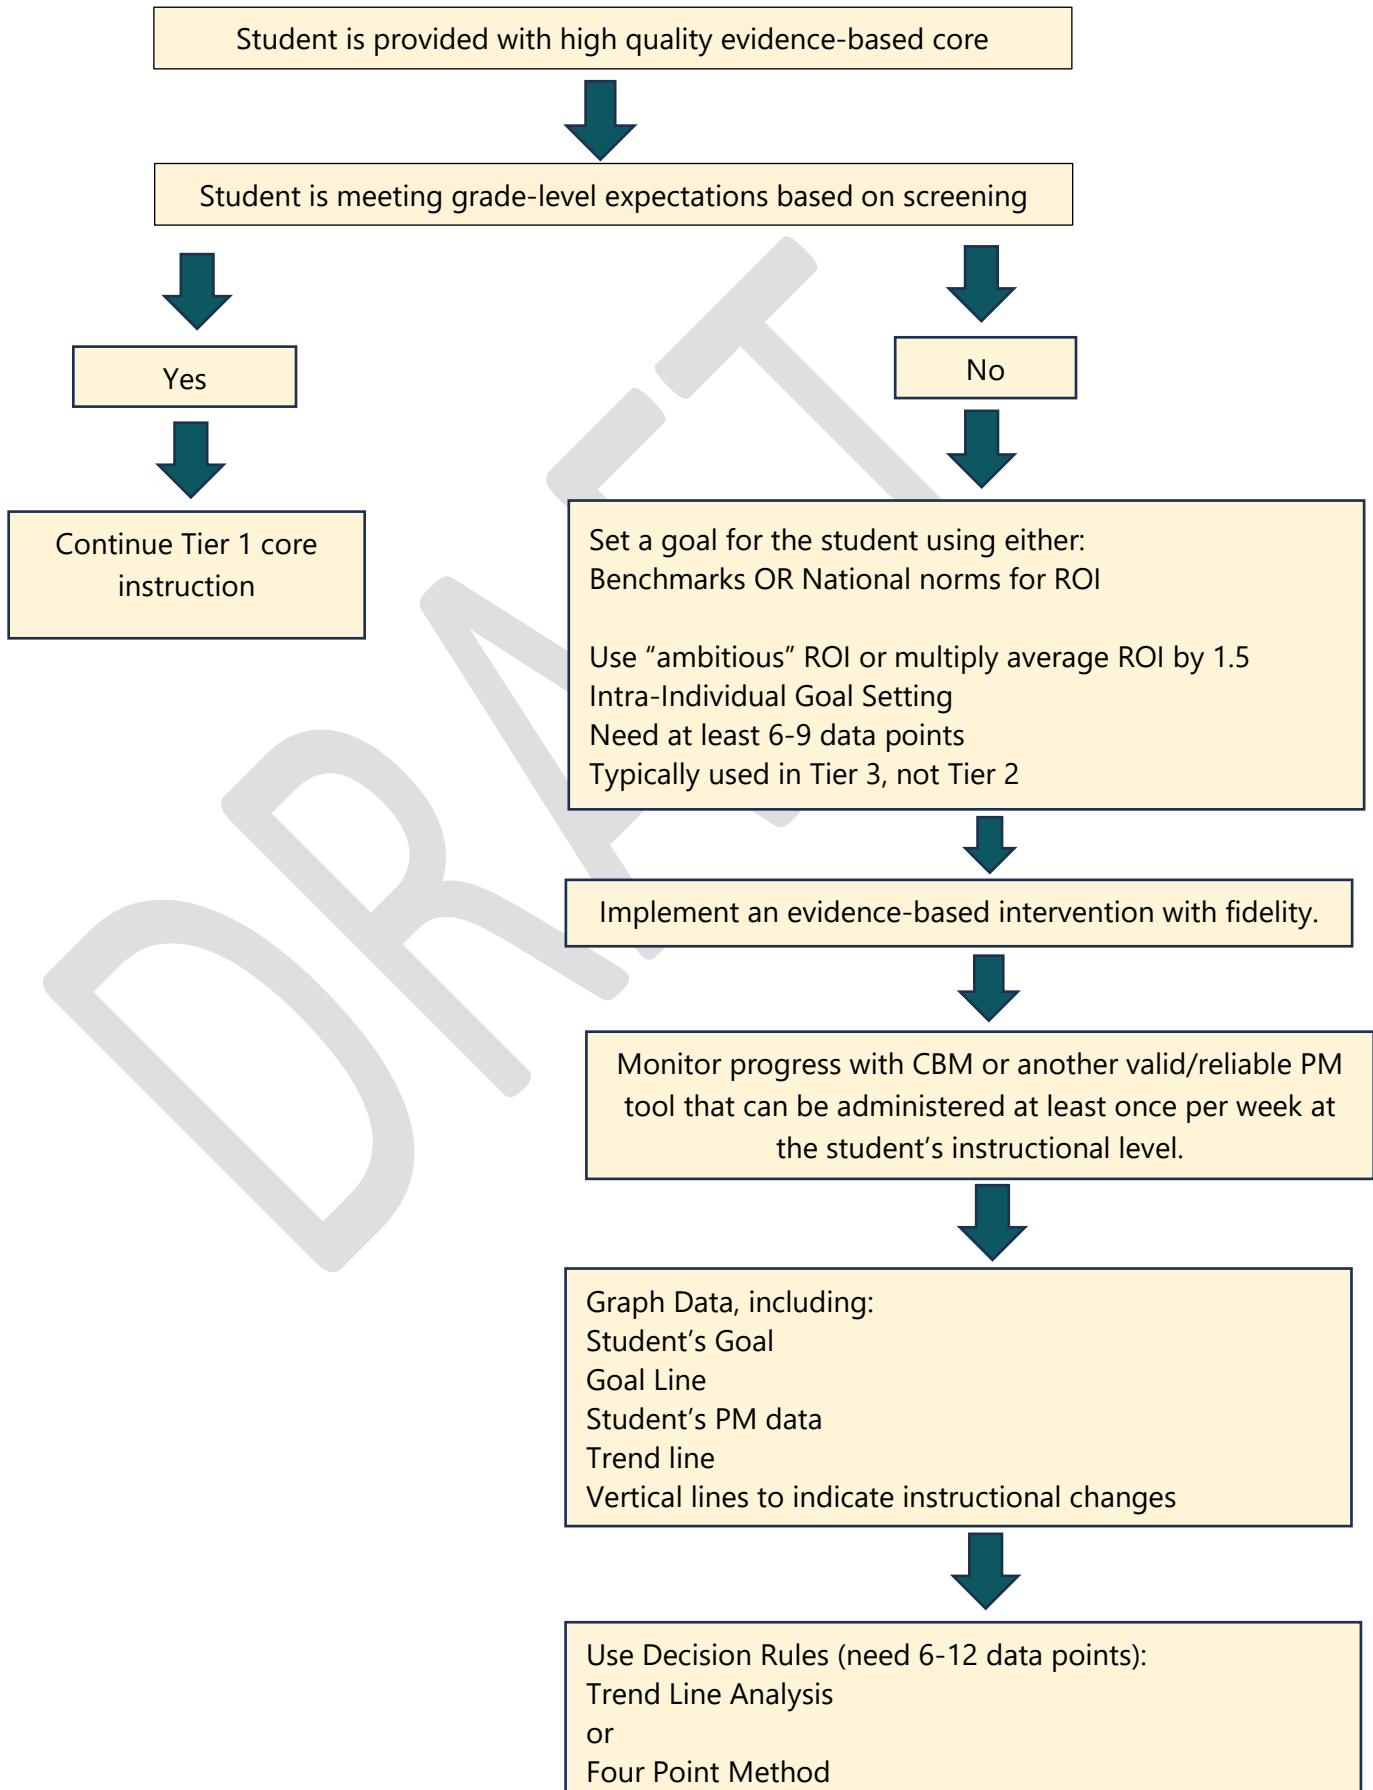 Student is provided with high quality evidence-based core
Student is meeting grade-level expectations based on screening
Yes
No
Continue Tier 1 core
instruction
Set a goal for the student using either:
Benchmarks OR National norms for ROI
Use “ambitious” ROI or multiply average ROI by 1.5
Intra-Individual Goal Setting
Need at least 6-9 data points
Typically used in Tier 3, not Tier 2
Implement an evidence-based intervention with fidelity.
Monitor progress with CBM or another valid/reliable PM
tool that can be administered at least once per week at
the student’s instructional level.
Graph Data, including:
Student’s Goal
Goal Line
Student’s PM data
Trend line
Vertical lines to indicate instructional changes
Use Decision Rules (need 6-12 data points):
Trend Line Analysis
or
Four Point Method
DRAFT